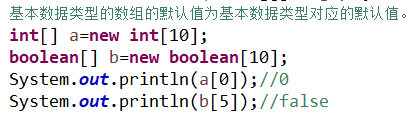 基本数据类型的数组的默认值为基本数据类型对应的默认值。
int[] a=new int[10];
boolean[] b=new boolean[10];
System.out.println(a[0]);//0
System.out.println(b[5]);//false